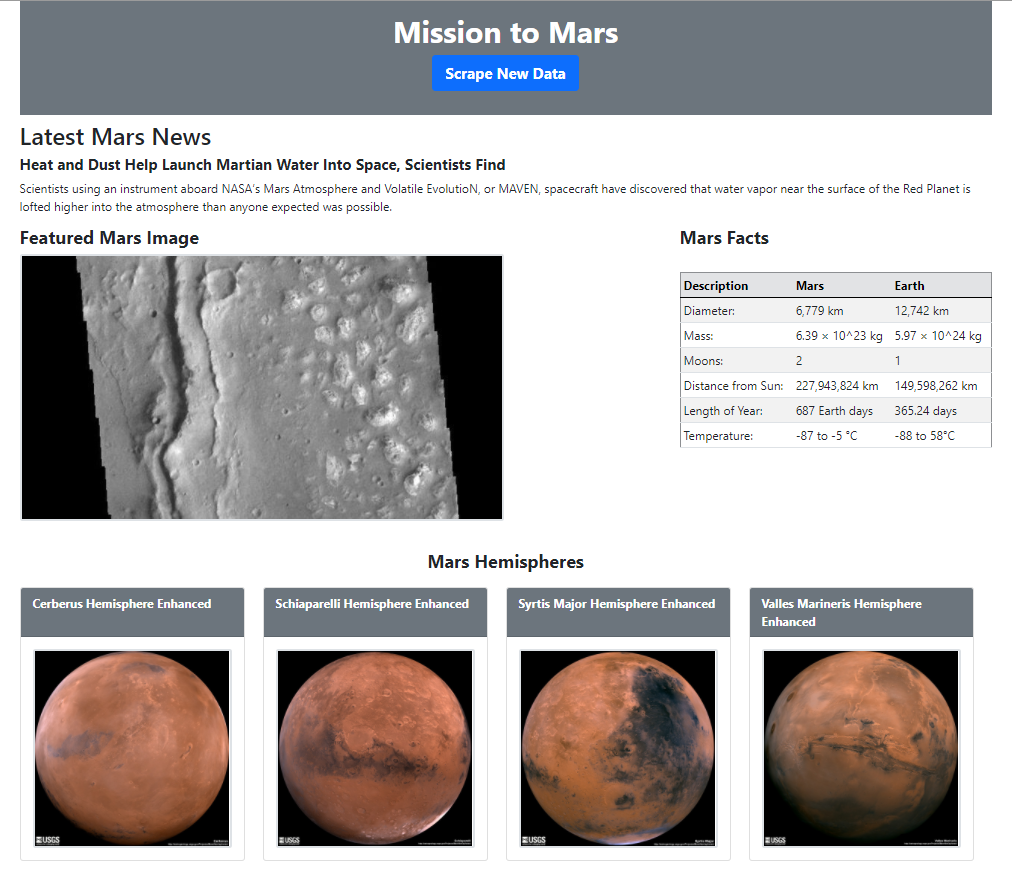 Mission to Mars
Scrape New Data
Latest Mars News
Heat and Dust Help Launch Martian Water Into Space, Scientists Find
Scientists using an instrument aboard NASA's Mars Atmosphere and Volatile EvolutioN, or MAVEN, spacecraft have discovered that water vapor near the surface of the Red Planet is
lofted higher into the atmosphere than anyone expected was possible.
Featured Mars Image
Mars Facts
Description Mars Earth
Diameter: 6,779 km 12,742 km
Mass: 6.39 × 10^23 kg 5.97 × 10^24 kg
Moons: 2 1
Distance from Sun: 227,943,824 km 149,598,262 km
Length of Year: 687 Earth days 365.24 days
Temperature: -87 to -5 °C -88 to 58°C
Mars Hemispheres
Cerberus Hemisphere Enhanced
Schiaparelli Hemisphere Enhanced
Syrtis Major Hemisphere Enhanced
Valles Marineris Hemisphere
Enhanced
USGS
USGS
USGS
USGS